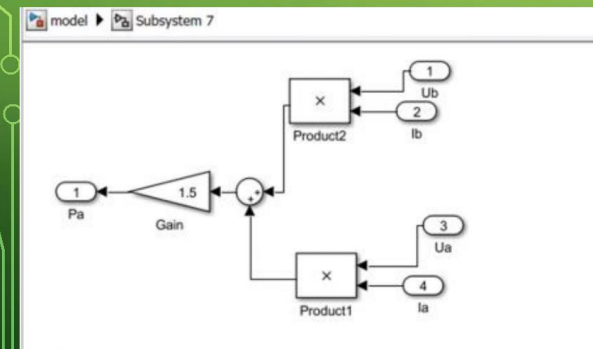 model Subsystem 7
1
Ub
×
2
Product2
Ib
1
1.5
+
+
Pa
Gain
3
Ua
×
4
Product1
Ia